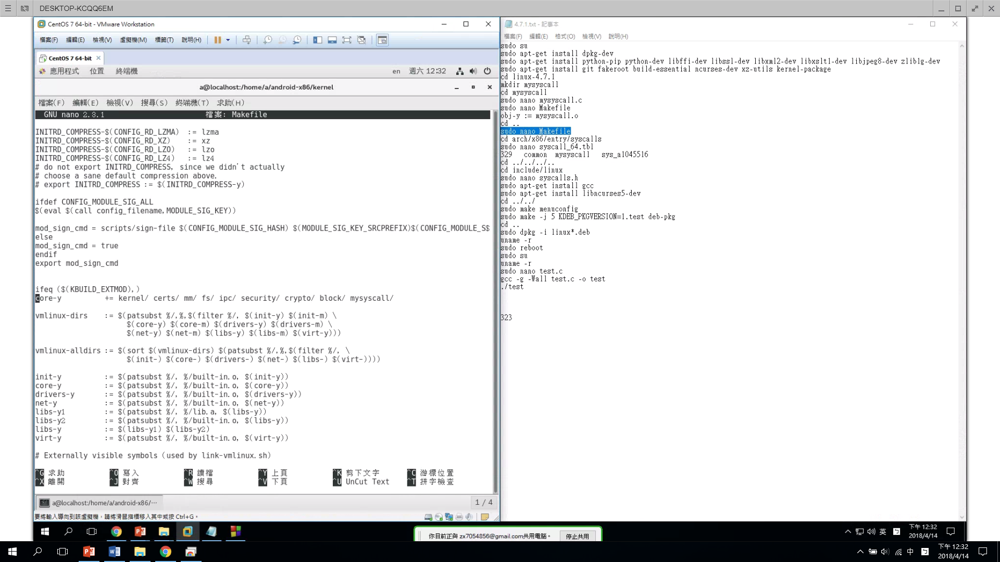 DESKTOP-KCQQ6EM
CentOS 7 64-bit - VMware Workstation
檔案(F) 編輯(E) 檢視(V) 虛擬機(M) 標籤(T) 說明(H)
CentOS 7 64-bit
應用程式 位置 終端機 en 週六 12:32
a@localhost:/home/a/android-x86/kernel
檔案(F) 編輯(E) 檢視(V) 搜尋(S) 終端機(T) 求助(H)
GNU nano 2.3.1 檔案: Makefile
INITRD_COMPRESS-$(CONFIG_RD_LZMA) := lzma
INITRD_COMPRESS-$(CONFIG_RD_XZ) := xz
INITRD_COMPRESS-$(CONFIG_RD_LZO) := lzo
INITRD_COMPRESS-$(CONFIG_RD_LZ4) := lz4
# do not export INITRD_COMPRESS, since we didn't actually
# choose a sane default compression above.
# export INITRD_COMPRESS := $(INITRD_COMPRESS-y)
ifdef CONFIG_MODULE_SIG_ALL
$(eval $(call config_filename,MODULE_SIG_KEY))
mod_sign_cmd = scripts/sign-file $(CONFIG_MODULE_SIG_HASH) $(MODULE_SIG_KEY_SRCPREFIX)$(CONFIG_MODULE_S$
else
mod_sign_cmd = true
endif
export mod_sign_cmd
ifeq ($(KBUILD_EXTMOD),)
core-y += kernel/ certs/ mm/ fs/ ipc/ security/ crypto/ block/ mysyscall/
vmlinux-dirs := $(patsubst %/,%,$(filter %/, $(init-y) $(init-m) \
$(core-y) $(core-m) $(drivers-y) $(drivers-m) \
$(net-y) $(net-m) $(libs-y) $(libs-m) $(virt-y)))
vmlinux-alldirs := $(sort $(vmlinux-dirs) $(patsubst %/,%,$(filter %/, \
$(init-) $(core-) $(drivers-) $(net-) $(libs-) $(virt-))))
init-y := $(patsubst %/, %/built-in.o, $(init-y))
core-y := $(patsubst %/, %/built-in.o, $(core-y))
drivers-y := $(patsubst %/, %/built-in.o, $(drivers-y))
net-y := $(patsubst %/, %/built-in.o, $(net-y))
libs-y1 := $(patsubst %/, %/lib.a, $(libs-y))
libs-y2 := $(patsubst %/, %/built-in.o, $(libs-y))
libs-y := $(libs-y1) $(libs-y2)
virt-y := $(patsubst %/, %/built-in.o, $(virt-y))
# Externally visible symbols (used by link-vmlinux.sh)
^G 求助 ^O 寫入 ^R 讀檔 ^Y 上頁 ^K 剪下文字 ^C 游標位置
^X 離開 ^J 對齊 ^W 搜尋 ^V 下頁 ^U UnCut Text ^T 拼字檢查
a@localhost:/home/a/android-x86/··· 1 / 4
要將輸入導向到該虛擬機，請將滑鼠指標移入其中或按 Ctrl+G。
4.7.1.txt - 記事本
檔案(F) 編輯(E) 格式(O) 檢視(V) 說明(H)
sudo su
sudo apt-get install dpkg-dev
sudo apt-get install python-pip python-dev libffi-dev libssl-dev libxml2-dev libxslt1-dev libjpeg8-dev zlib1g-dev
sudo apt-get install git fakeroot build-essential ncurses-dev xz-utils kernel-package
cd linux-4.7.1
mkdir mysyscall
cd mysyscall
sudo nano mysyscall.c
sudo nano Makefile
obj-y := mysyscall.o
cd ..
sudo nano Makefile
cd arch/x86/entry/syscalls
sudo nano syscall_64.tbl
329 common mysyscall sys_a1045516
cd ../../../..
cd include/linux
sudo nano syscalls.h
sudo apt-get install gcc
sudo apt-get install libncurses5-dev
cd ../../
sudo make menuconfig
sudo make -j 5 KDEB_PKGVERSION=1.test deb-pkg
cd ..
sudo dpkg -i linux*.deb
uname -r
sudo reboot
sudo su
uname -r
sudo nano test.c
gcc -g -Wall test.c -o test
./test
323
你目前正與 zx7054856@gmail.com共用電腦。 停止共用
英 下午 12:32
2018/4/14
中 下午 12:32
2018/4/14